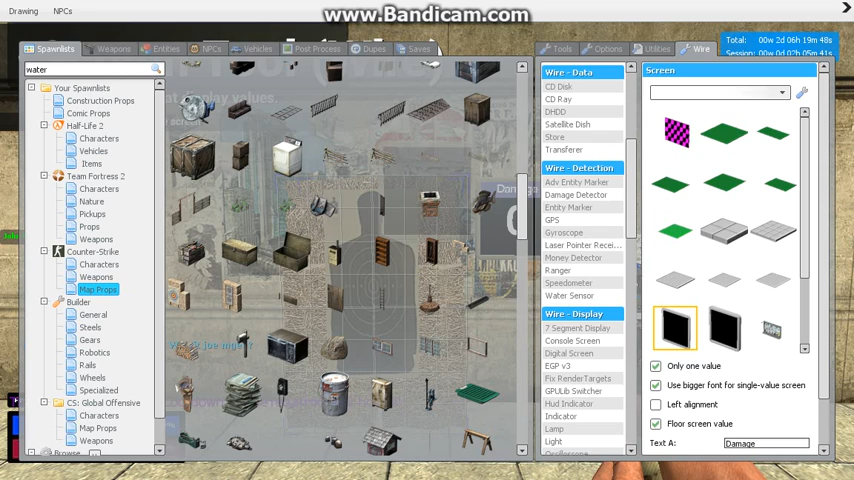 Drawing NPCs
www.Bandicam.com
Total: 00w 2d 06h 19m 48s
Session: 00w 0d 02h 05m 41s
Spawnlists Weapons Entities NPCs Vehicles Post Process Dupes Saves
Tools Options Utilities Wire
water
Your Spawnlists
Construction Props
Comic Props
Half-Life 2
Characters
Vehicles
Items
Team Fortress 2
Characters
Nature
Pickups
Props
Weapons
Counter-Strike
Characters
Weapons
Map Props
Builder
General
Steels
Gears
Robotics
Rails
Wheels
Specialized
CS: Global Offensive
Characters
Map Props
Weapons
Browse
Wire - Data
CD Disk
CD Ray
DHDD
Satellite Dish
Store
Transferer
Wire - Detection
Adv Entity Marker
Damage Detector
Entity Marker
GPS
Gyroscope
Laser Pointer Recei...
Money Detector
Ranger
Speedometer
Water Sensor
Wire - Display
7 Segment Display
Console Screen
Digital Screen
EGP v3
Fix RenderTargets
GPULib Switcher
Hud Indicator
Indicator
Lamp
Light
Oscilloscope
Screen
Only one value
Use bigger font for single-value screen
Left alignment
Floor screen value
Text A: Damage